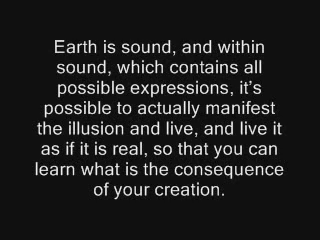 Earth is sound, and within
sound, which contains all
possible expressions, it's
possible to actually manifest
the illusion and live, and live it
as if it is real, so that you can
learn what is the consequence
of your creation.